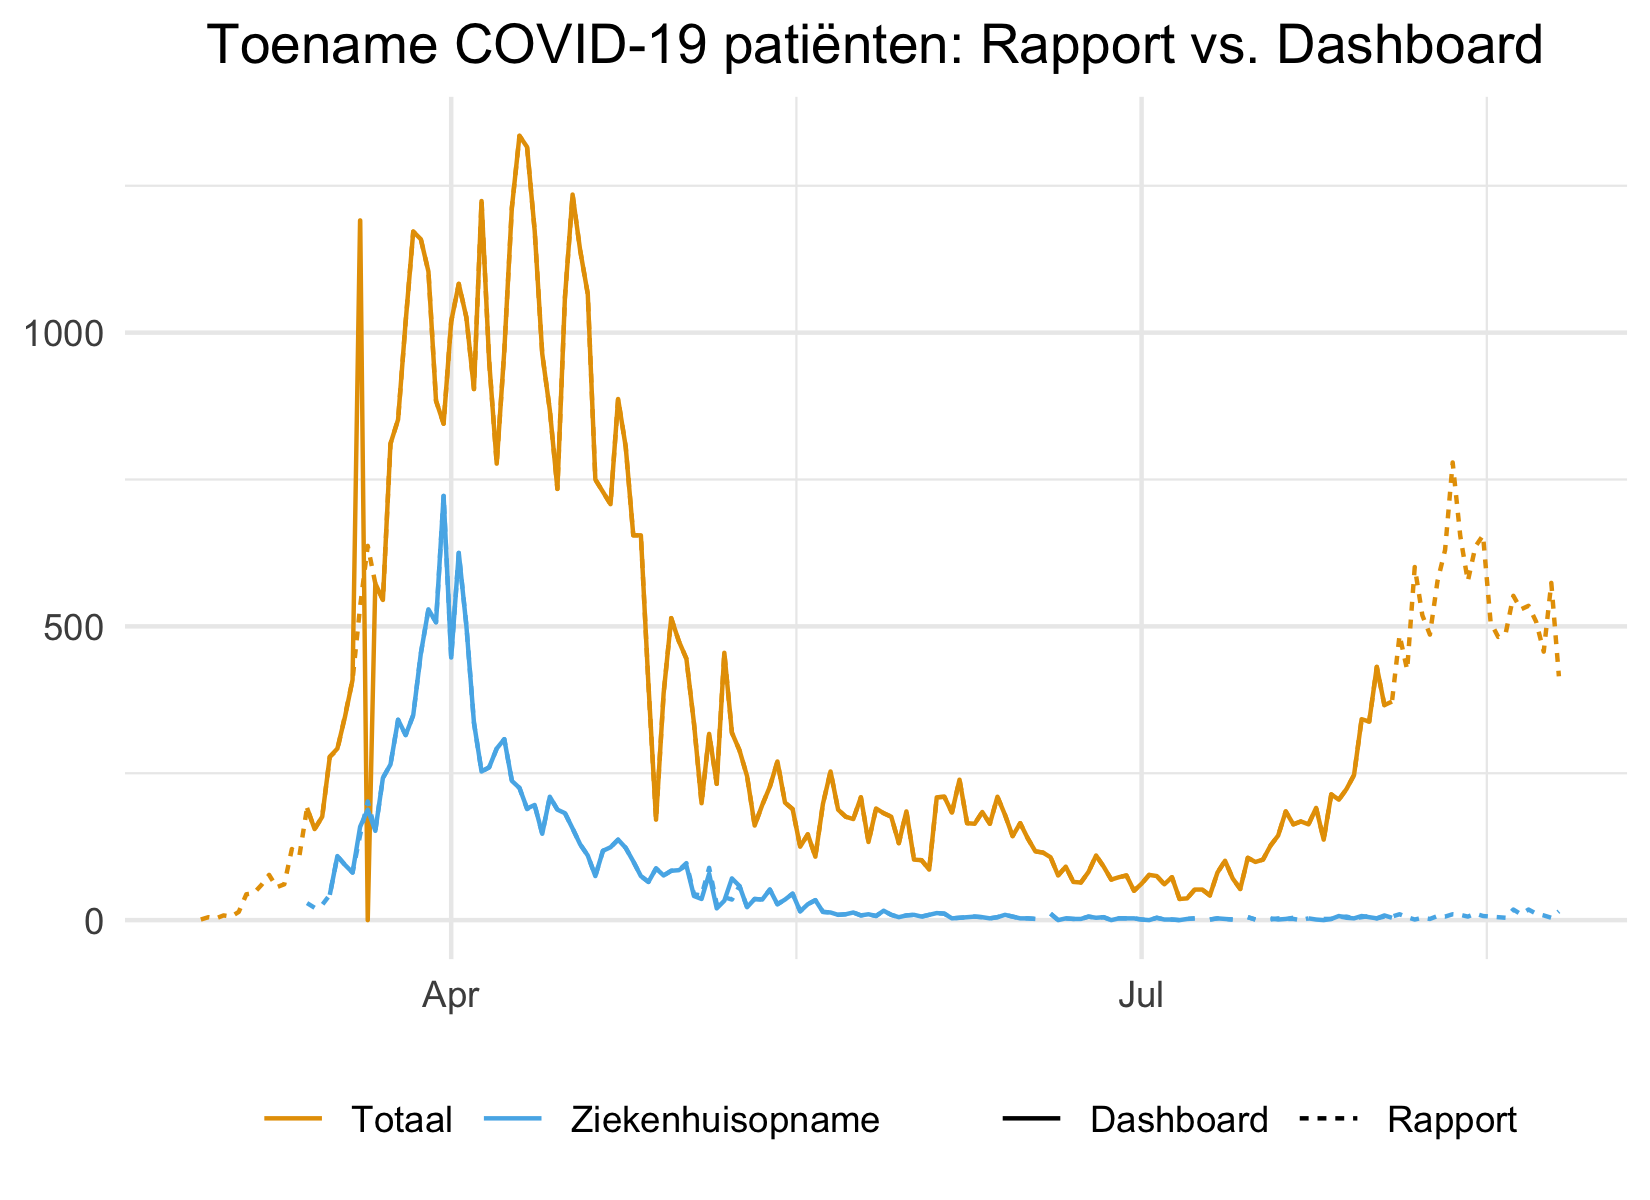 Toename COVID-19 patiënten: Rapport vs. Dashboard
1000
500
0
Apr Jul
Totaal Ziekenhuisopname Dashboard Rapport